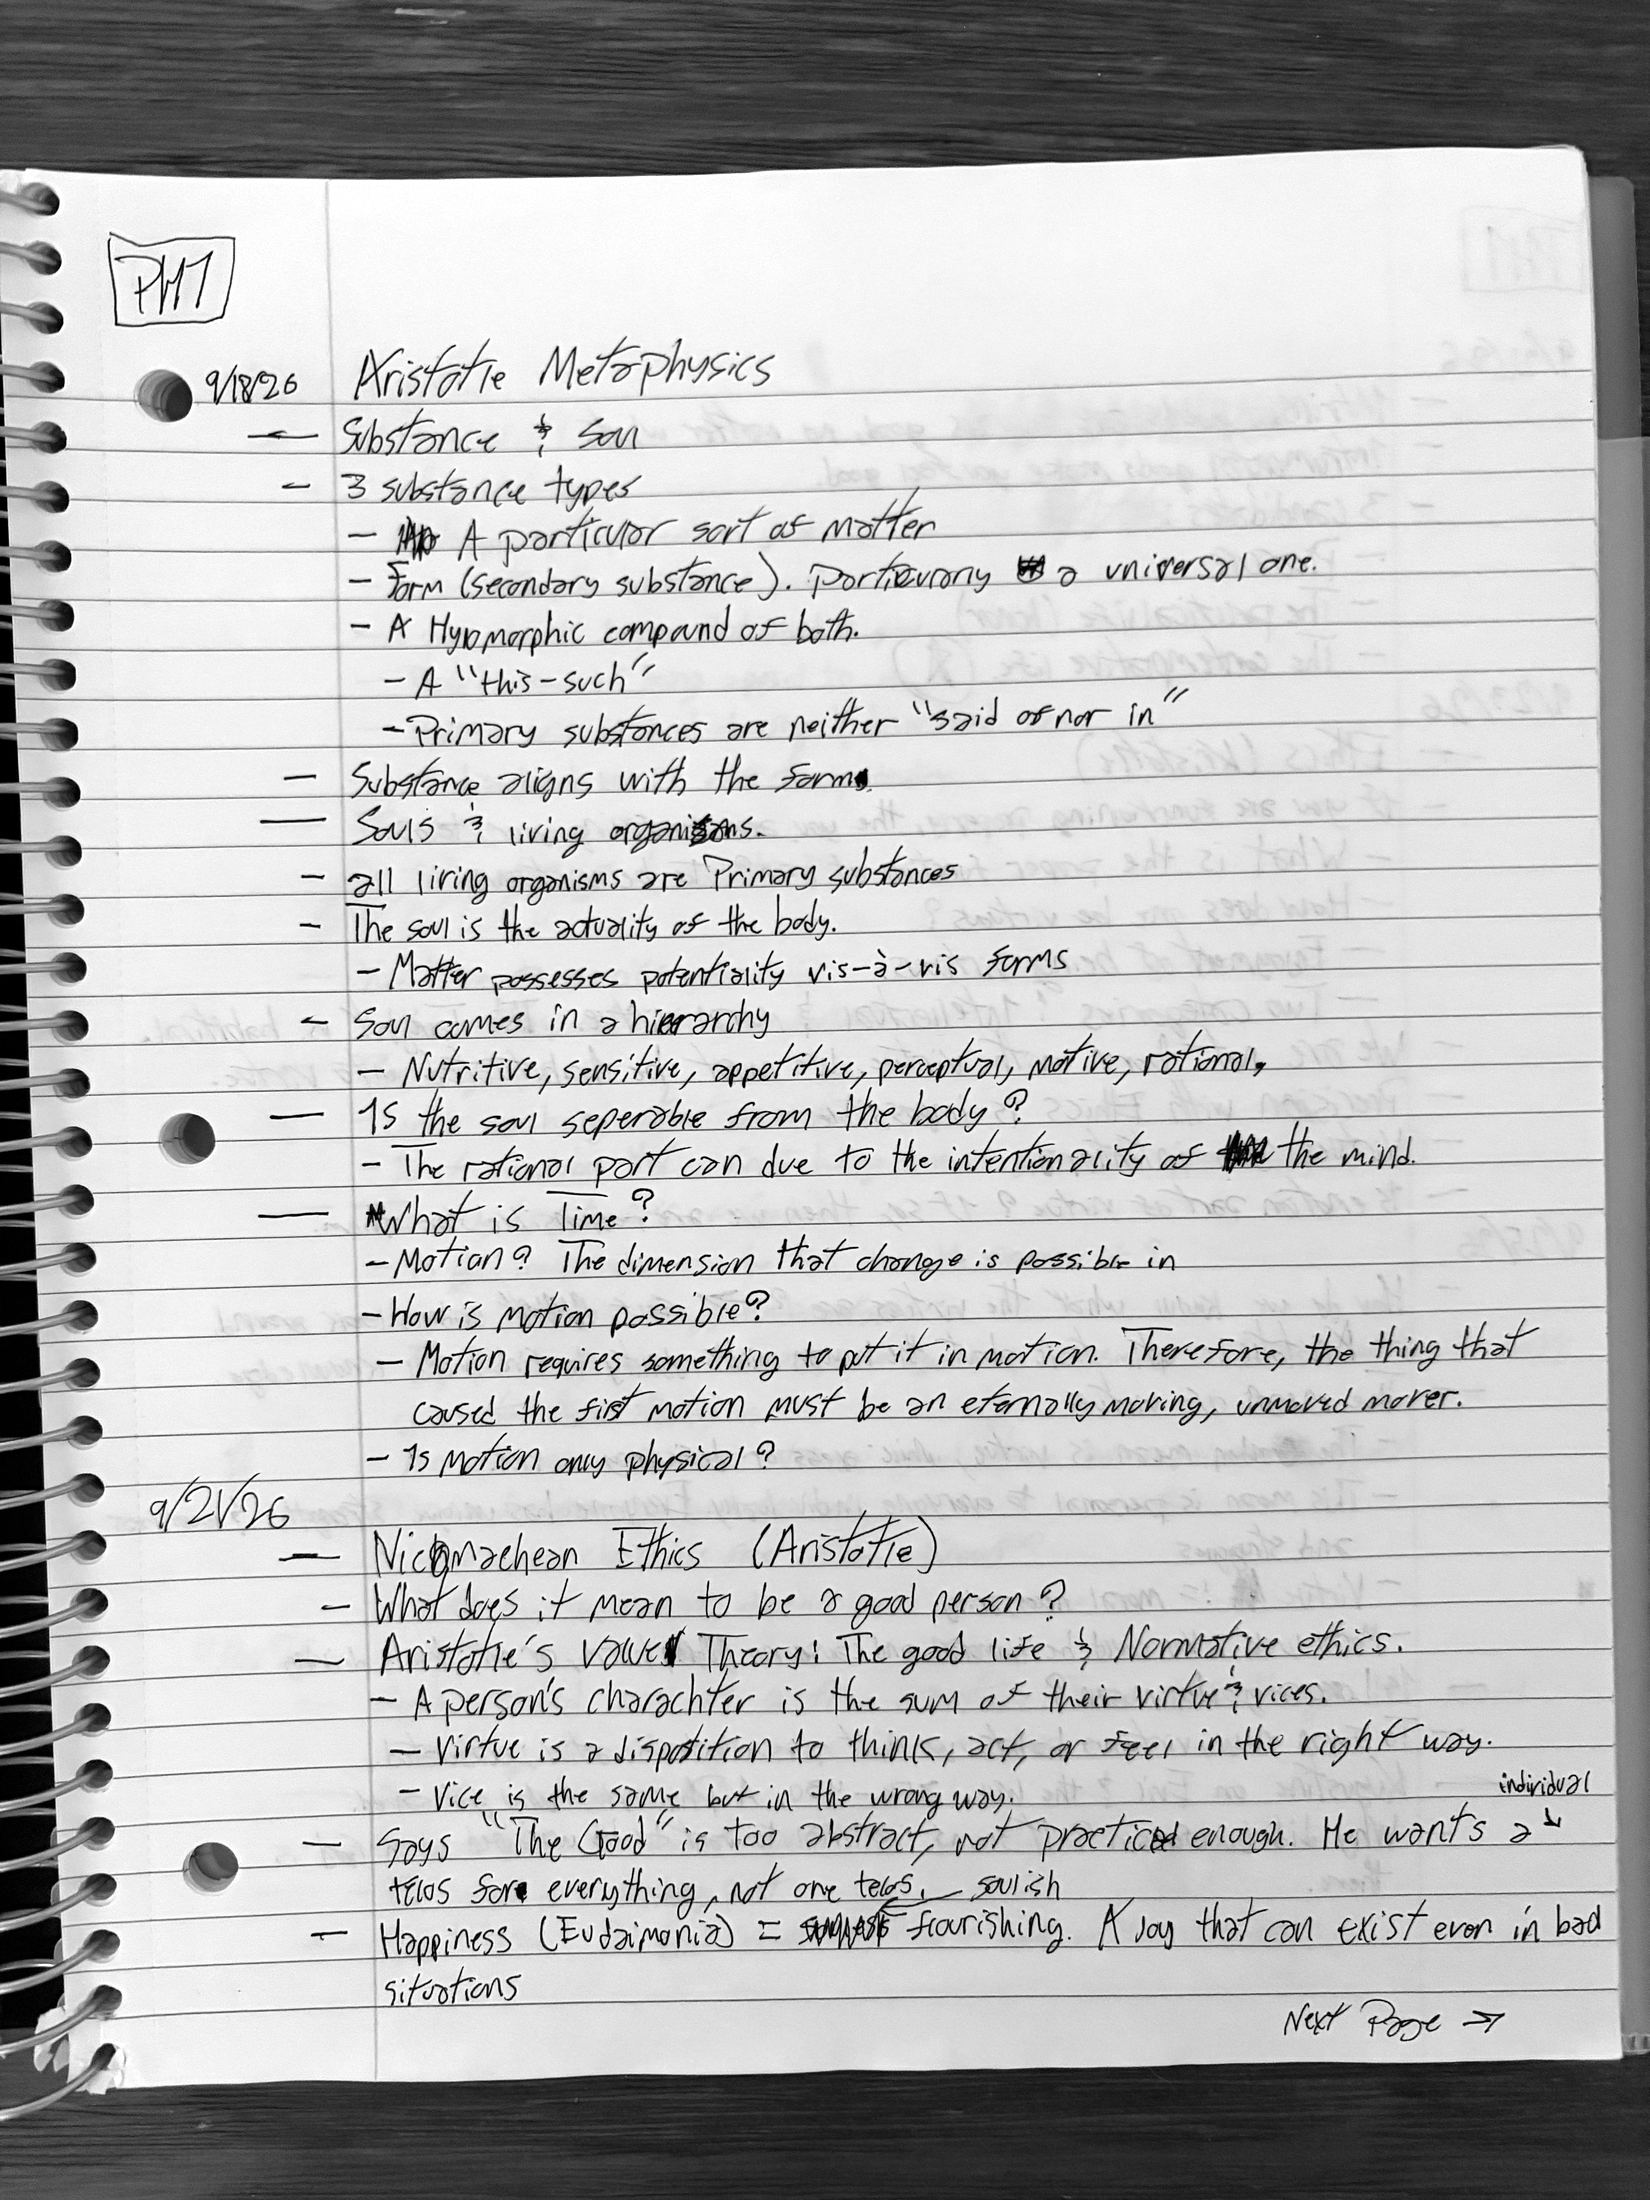 PH1
9/18/26 Aristotle Metaphysics
— Substance & Soul
- 3 substance types
- A particular sort of matter
- Form (secondary substance). Particularly a universal one.
- A Hylomorphic compound of both.
- A "this-such"
- Primary substances are neither "said of nor in"
- Substance aligns with the form.
— Souls & living organisms.
- all living organisms are Primary substances
- The soul is the actuality of the body.
- Matter possesses potentiality vis-à-vis forms
- Soul comes in a hierarchy
- Nutritive, sensitive, appetitive, perceptual, motive, rational,
— Is the soul seperable from the body?
- The rational part can due to the intentionality of the mind.
— What is Time?
- Motion? The dimension that change is possible in
- How is motion possible?
- Motion requires something to put it in motion. Therefore, the thing that
caused the first motion must be an eternally moving, unmoved mover.
- Is motion only physical?
9/21/26
— Nichomachean Ethics (Aristotle)
- What does it mean to be a good person?
— Aristotle's Value Theory: The good life & Normative ethics.
- A person's charachter is the sum of their virtue & vices.
- Virtue is a disposition to think, act, or feel in the right way.
- Vice is the same but in the wrong way.
individual
— Says "The Good" is too abstract, not practical enough. He wants a ↓
telos for everything, not one telos. soulish
— Happiness (Eudaimonia) = flourishing. A joy that can exist even in bad
situations
Next Page →